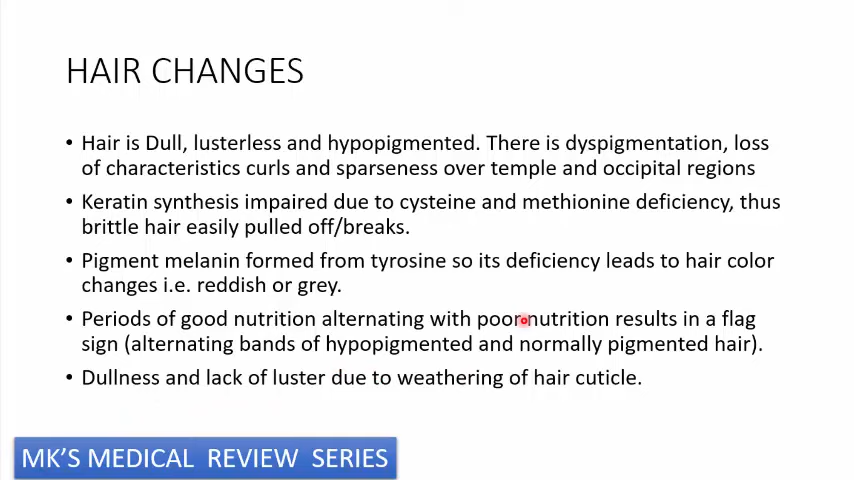 HAIR CHANGES
• Hair is Dull, lusterless and hypopigmented. There is dyspigmentation, loss
of characteristics curls and sparseness over temple and occipital regions
• Keratin synthesis impaired due to cysteine and methionine deficiency, thus
brittle hair easily pulled off/breaks.
• Pigment melanin formed from tyrosine so its deficiency leads to hair color
changes i.e. reddish or grey.
• Periods of good nutrition alternating with poor nutrition results in a flag
sign (alternating bands of hypopigmented and normally pigmented hair).
• Dullness and lack of luster due to weathering of hair cuticle.
MK'S MEDICAL REVIEW SERIES